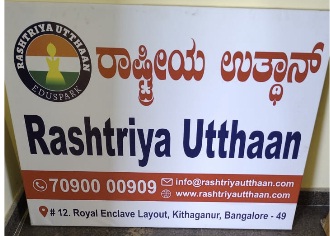 RASHTRIYA UTTHAAN
EDUSPARK
ರಾಷ್ಟ್ರೀಯ ಉತ್ಥಾನ್
Rashtriya Utthaan
70900 00909
info@rashtriyautthaan.com
www.rashtriyautthaan.com
# 12. Royal Enclave Layout, Kithaganur, Bangalore - 49